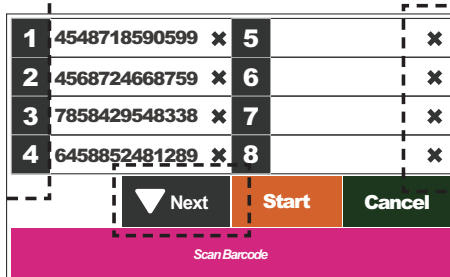 1 4548718590599 ✖ 5 ✖
2 4568724668759 ✖ 6 ✖
3 7858429548338 ✖ 7 ✖
4 6458852481289 ✖ 8 ✖
Next Start Cancel
Scan Barcode